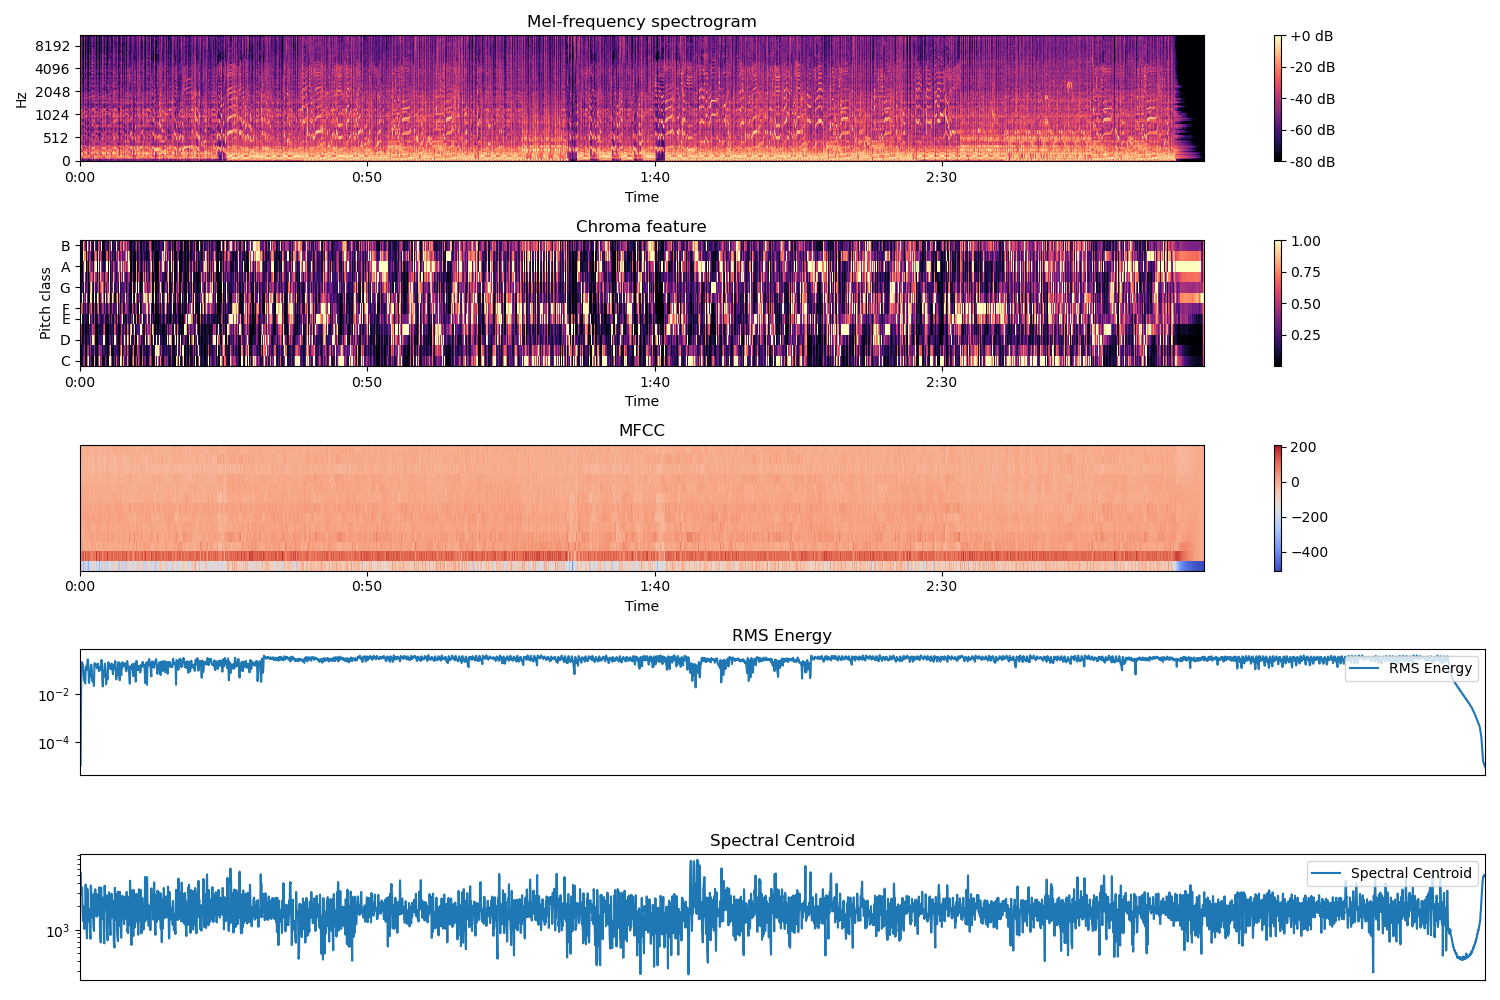 Mel-frequency spectrogram
8192
4096
2048
1024
512
0
Hz
0:00 0:50 1:40 2:30
Time
+0 dB
-20 dB
-40 dB
-60 dB
-80 dB
Chroma feature
B
A
G
F
E
D
C
Pitch class
0:00 0:50 1:40 2:30
Time
1.00
0.75
0.50
0.25
MFCC
0:00 0:50 1:40 2:30
Time
200
0
−200
−400
RMS Energy
10⁻²
10⁻⁴
RMS Energy
Spectral Centroid
10³
Spectral Centroid